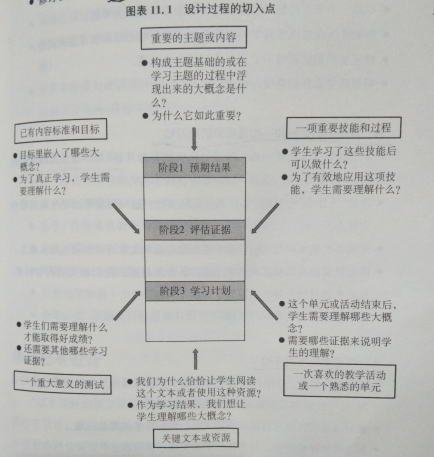 图表 11.1 设计过程的切入点
重要的主题或内容
●构成主题基础的或在
学习主题的过程中浮
现出来的大概念是什
么?
●为什么它如此重要?
已有内容标准和目标
●目标里嵌入了哪些大
概念?
●为了真正学习，学生需
要理解什么?
一项重要技能和过程
●学生学习了这些技能后
可以做什么?
●为了有效地应用这项技
能，学生需要理解什么?
阶段1 预期结果
阶段2 评估证据
阶段3 学习计划
●学生们需要理解什么
才能取得好成绩?
●还需要其他哪些学习
证据?
一个重大意义的测试
●这个单元或活动结束后，
学生需要理解哪些大概
念?
●需要哪些证据来说明学
生的理解?
一次喜欢的教学活动
或一个熟悉的单元
●我们为什么恰恰让学生阅读
这个文本或者使用这种资源?
●作为学习结果，我们想让
学生理解哪些大概念?
关键文本或资源